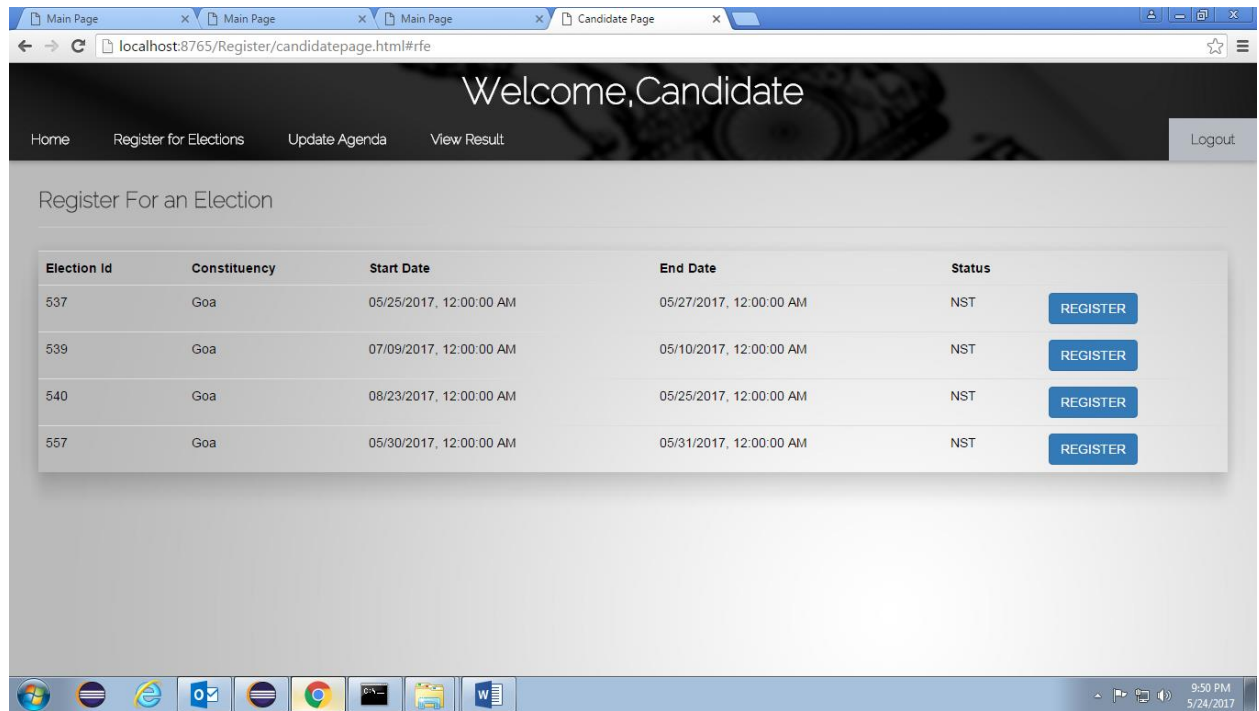 Main Page Main Page Main Page Candidate Page
localhost:8765/Register/candidatepage.html#rfe
Welcome,Candidate
Home Register for Elections Update Agenda View Result Logout
Register For an Election
Election Id Constituency Start Date End Date Status
537 Goa 05/25/2017, 12:00:00 AM 05/27/2017, 12:00:00 AM NST REGISTER
539 Goa 07/09/2017, 12:00:00 AM 05/10/2017, 12:00:00 AM NST REGISTER
540 Goa 08/23/2017, 12:00:00 AM 05/25/2017, 12:00:00 AM NST REGISTER
557 Goa 05/30/2017, 12:00:00 AM 05/31/2017, 12:00:00 AM NST REGISTER
9:50 PM
5/24/2017